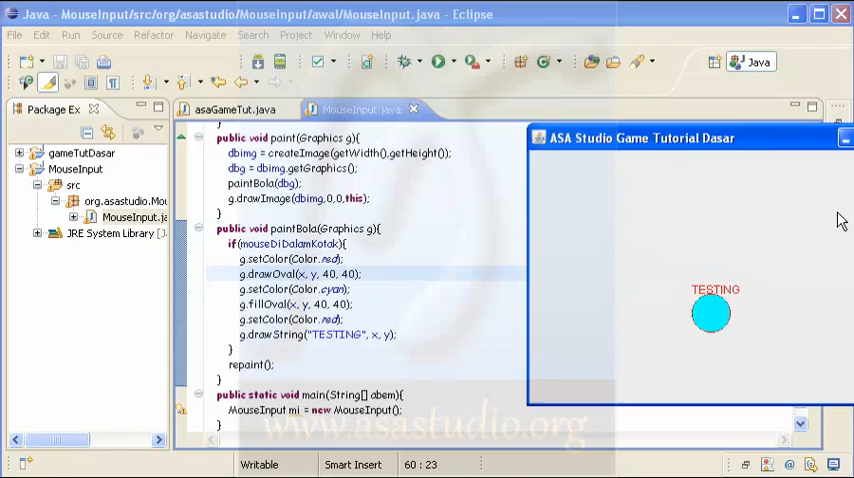 Java - MouseInput/src/org/asastudio/MouseInput/awal/MouseInput.java - Eclipse
File Edit Run Source Refactor Navigate Search Project Window Help
Java
Package Ex
asaGameTut.java
MouseInput.java
gameTutDasar
MouseInput
src
org.asastudio.Mou
MouseInput.ja
JRE System Library [
}
public void paint(Graphics g){
dbimg = createImage(getWidth(),getHeight());
dbg = dbimg.getGraphics();
paintBola(dbg);
g.drawImage(dbimg,0,0,this);
}
public void paintBola(Graphics g){
if(mouseDiDalamKotak){
g.setColor(Color.red);
g.drawOval(x, y, 40, 40);
g.setColor(Color.cyan);
g.fillOval(x, y, 40, 40);
g.setColor(Color.red);
g.drawString("TESTING", x, y);
}
repaint();
}
public static void main(String[] abem){
MouseInput mi = new MouseInput();
}
ASA Studio Game Tutorial Dasar
TESTING
www.asastudio.org
Writable
Smart Insert
60 : 23